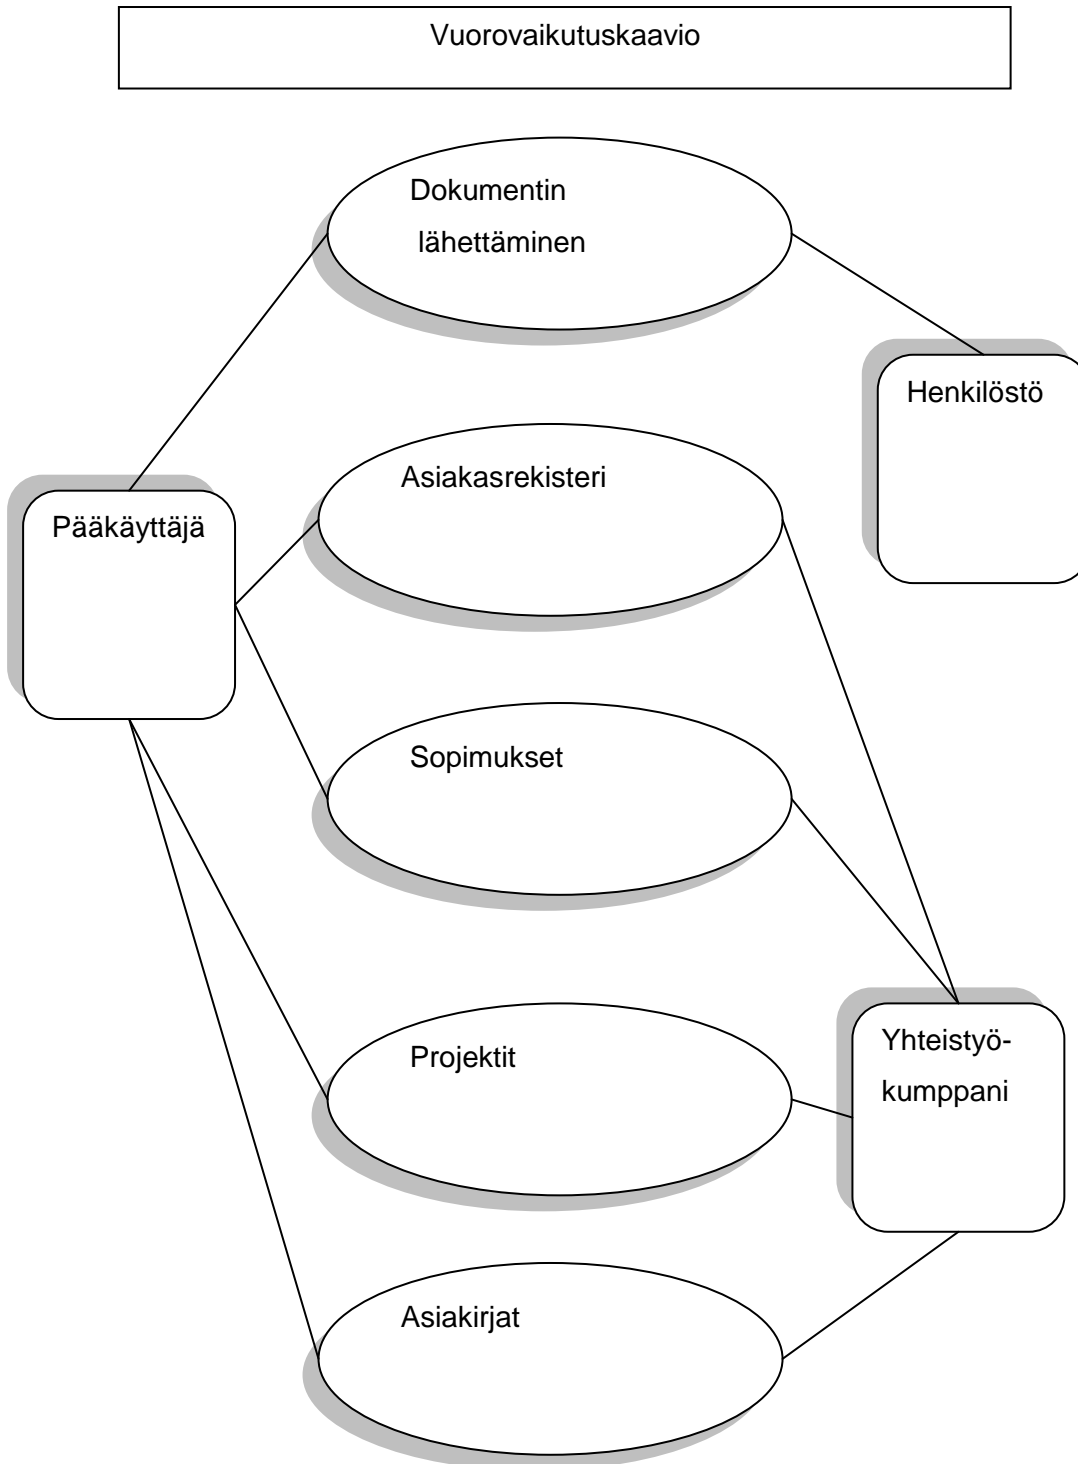 Vuorovaikutuskaavio
Dokumentin
lähettäminen
Henkilöstö
Asiakasrekisteri
Pääkäyttäjä
Sopimukset
Projektit
Yhteistyö-
kumppani
Asiakirjat